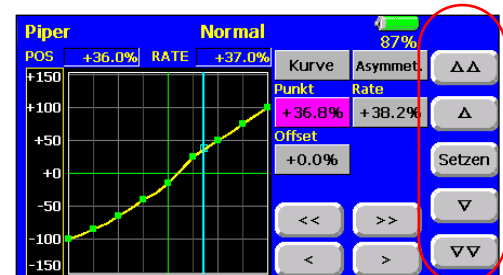 Piper Normal 87%
POS +36.0% RATE +37.0% Kurve Asymmet.
Punkt Rate
+36.8% +38.2%
Offset
+0.0% Setzen
+150
+100
+50
+0
-50
-100
-150
<< >>
< >